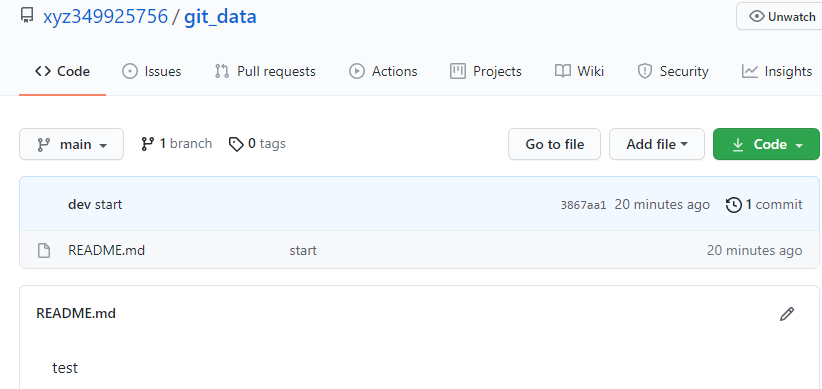 xyz349925756 / git_data
Unwatch
Code Issues Pull requests Actions Projects Wiki Security Insights
main 1 branch 0 tags Go to file Add file Code
dev start 3867aa1 20 minutes ago 1 commit
README.md start 20 minutes ago
README.md
test